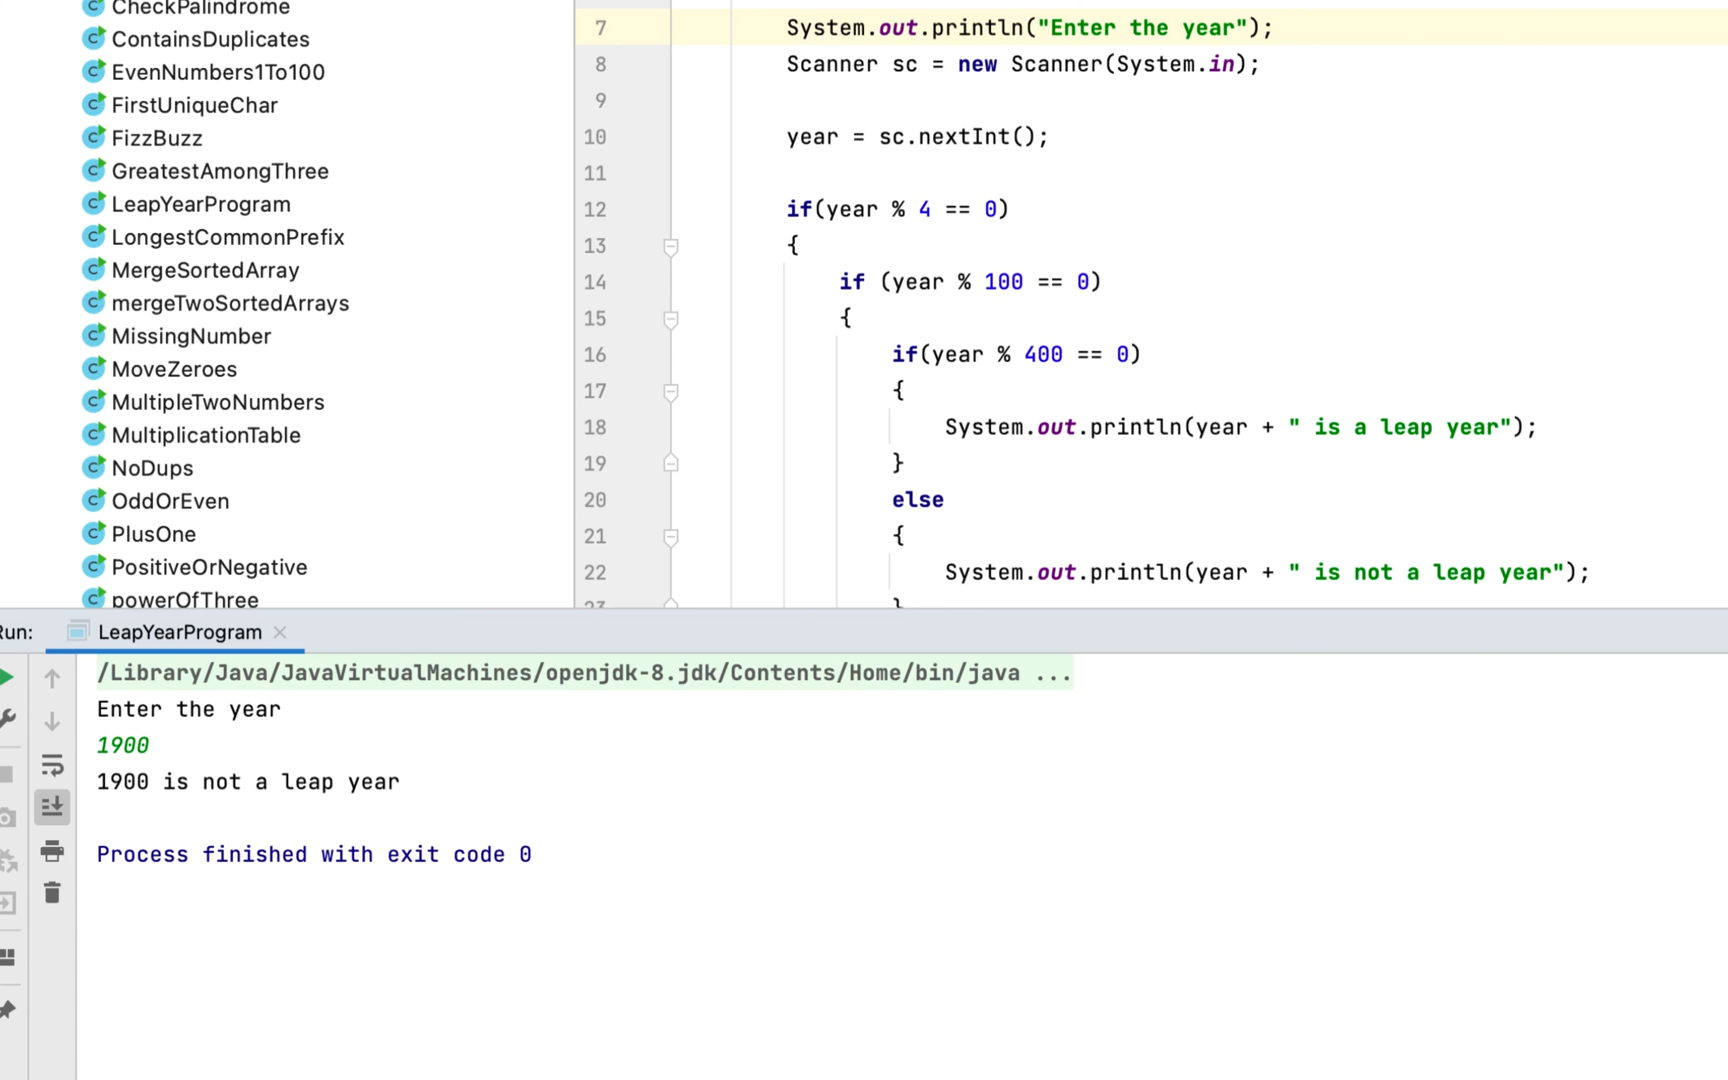 CheckPalindrome
ContainsDuplicates
EvenNumbers1To100
FirstUniqueChar
FizzBuzz
GreatestAmongThree
LeapYearProgram
LongestCommonPrefix
MergeSortedArray
mergeTwoSortedArrays
MissingNumber
MoveZeroes
MultipleTwoNumbers
MultiplicationTable
NoDups
OddOrEven
PlusOne
PositiveOrNegative
powerOfThree
7 System.out.println("Enter the year");
8 Scanner sc = new Scanner(System.in);
9
10 year = sc.nextInt();
11
12 if(year % 4 == 0)
13 {
14 if (year % 100 == 0)
15 {
16 if(year % 400 == 0)
17 {
18 System.out.println(year + " is a leap year");
19 }
20 else
21 {
22 System.out.println(year + " is not a leap year");
23 }
Run: LeapYearProgram
/Library/Java/JavaVirtualMachines/openjdk-8.jdk/Contents/Home/bin/java ...
Enter the year
1900
1900 is not a leap year
Process finished with exit code 0